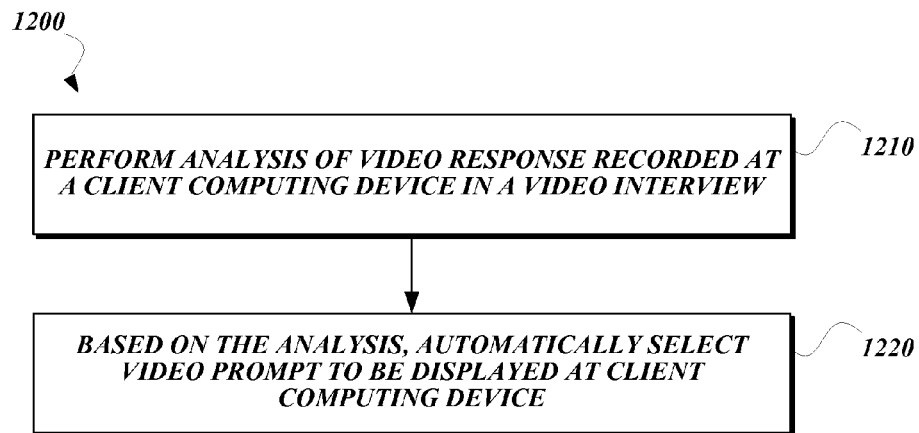 1200
PERFORM ANALYSIS OF VIDEO RESPONSE RECORDED AT
A CLIENT COMPUTING DEVICE IN A VIDEO INTERVIEW
1210
BASED ON THE ANALYSIS, AUTOMATICALLY SELECT
VIDEO PROMPT TO BE DISPLAYED AT CLIENT
COMPUTING DEVICE
1220